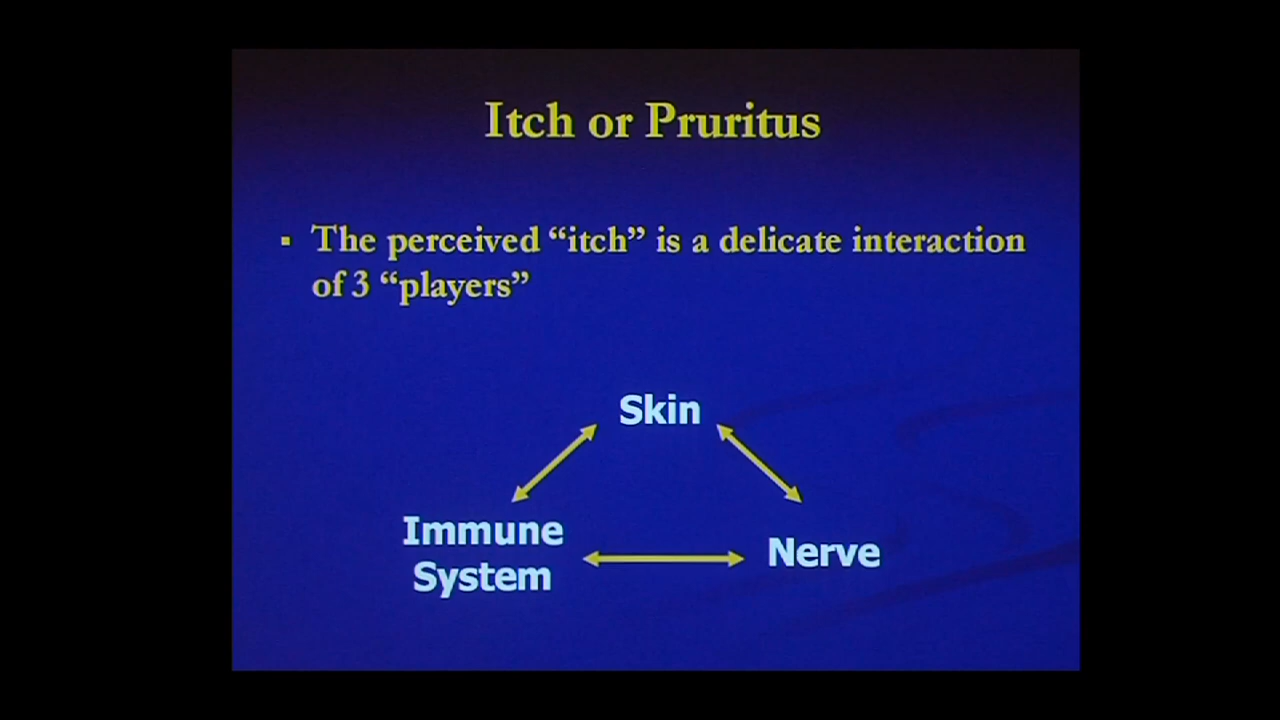 Itch or Pruritus
▪ The perceived “itch” is a delicate interaction
of 3 “players”
Skin
Immune
System
Nerve